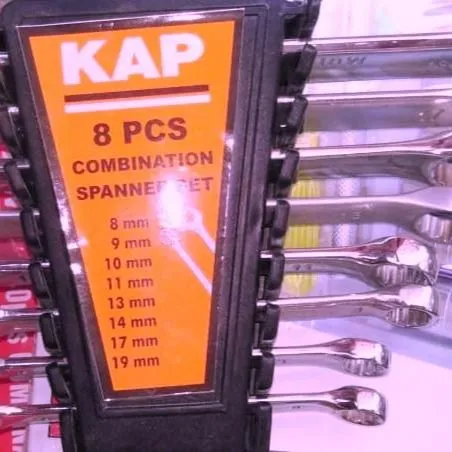 KAP
8 PCS
COMBINATION
SPANNER SET
8 mm
9 mm
10 mm
11 mm
13 mm
14 mm
17 mm
19 mm